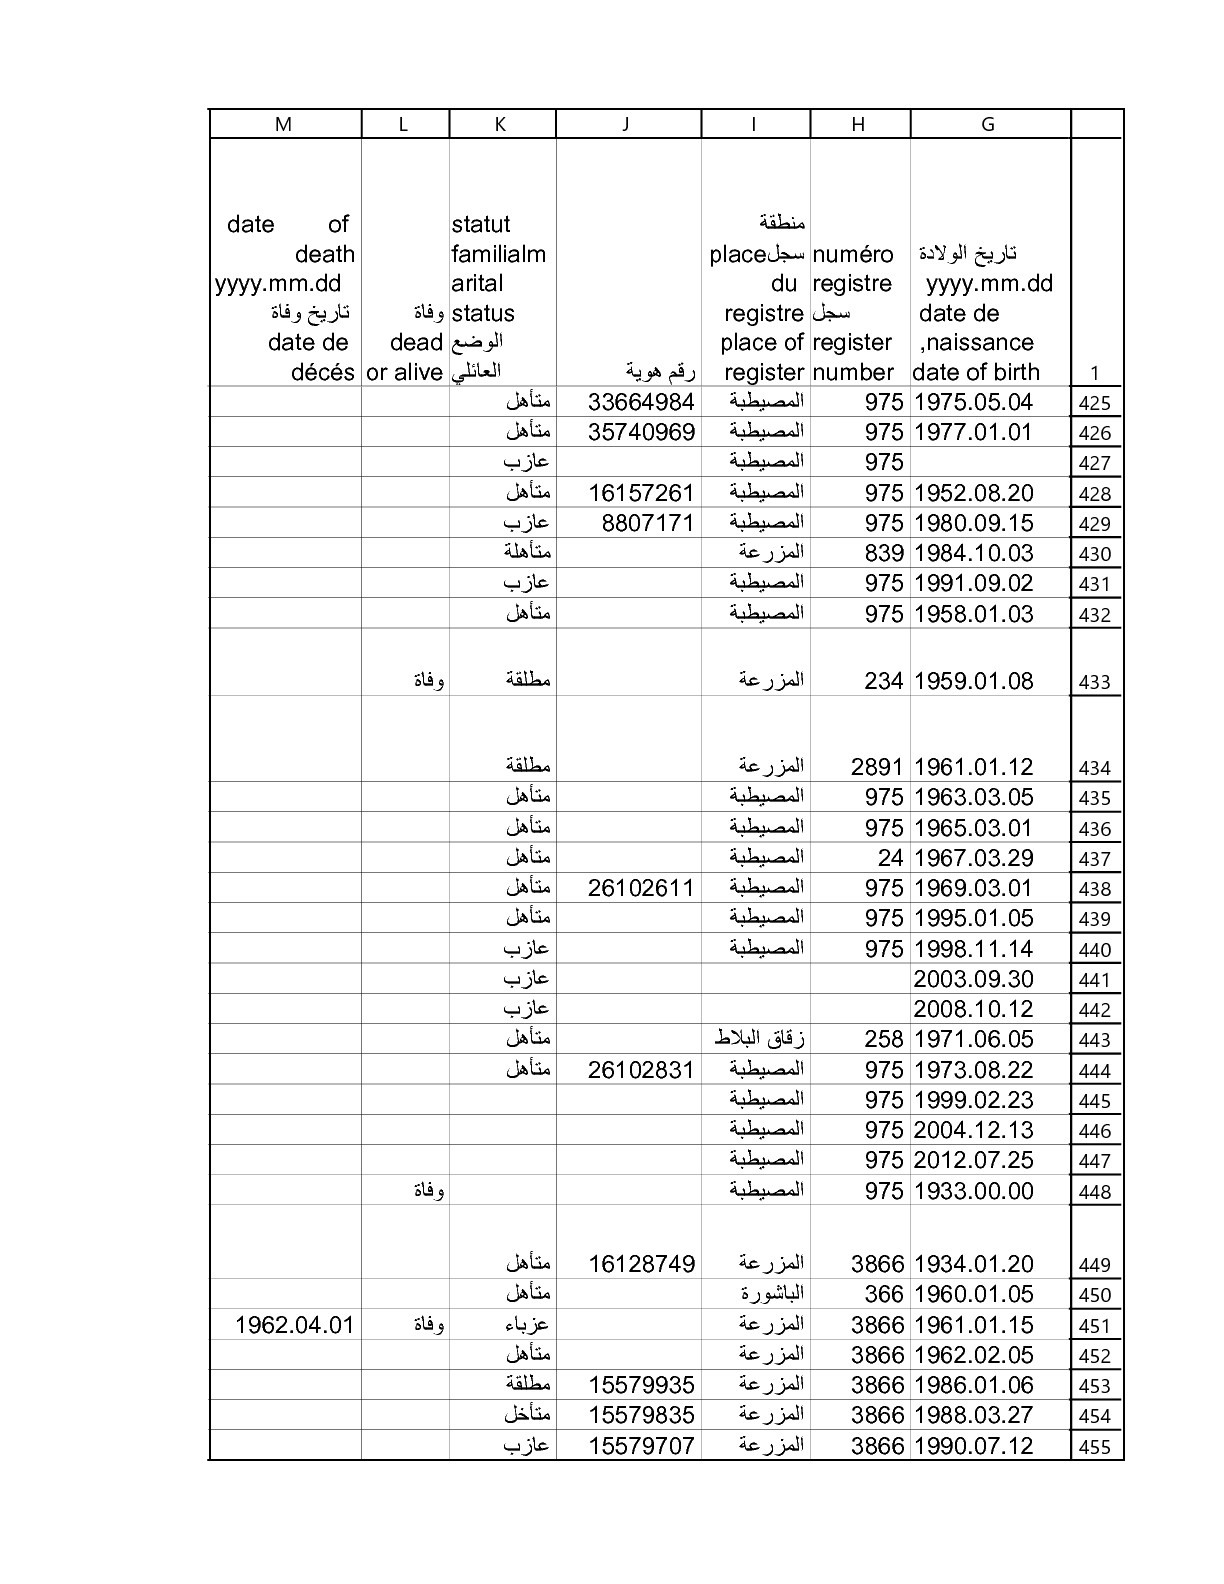 M L K J I H G
date of death yyyy.mm.dd تاريخ وفاة date de décés
وفاة dead or alive
statut familialm arital status الوضع العائلي
رقم هوية
منطقة سجلplace du registre place of register
numéro registre سجل register number
تاريخ الولادة yyyy.mm.dd date de ,naissance date of birth
1
متأهل 33664984 المصيطبة 975 1975.05.04 425
متأهل 35740969 المصيطبة 975 1977.01.01 426
عازب المصيطبة 975 427
متأهل 16157261 المصيطبة 975 1952.08.20 428
عازب 8807171 المصيطبة 975 1980.09.15 429
متأهلة المزرعة 839 1984.10.03 430
عازب المصيطبة 975 1991.09.02 431
متأهل المصيطبة 975 1958.01.03 432
وفاة مطلقة المزرعة 234 1959.01.08 433
مطلقة المزرعة 2891 1961.01.12 434
متأهل المصيطبة 975 1963.03.05 435
متأهل المصيطبة 975 1965.03.01 436
متأهل المصيطبة 24 1967.03.29 437
متأهل 26102611 المصيطبة 975 1969.03.01 438
متأهل المصيطبة 975 1995.01.05 439
عازب المصيطبة 975 1998.11.14 440
عازب 2003.09.30 441
عازب 2008.10.12 442
متأهل زقاق البلاط 258 1971.06.05 443
متأهل 26102831 المصيطبة 975 1973.08.22 444
المصيطبة 975 1999.02.23 445
المصيطبة 975 2004.12.13 446
المصيطبة 975 2012.07.25 447
وفاة المصيطبة 975 1933.00.00 448
متأهل 16128749 المزرعة 3866 1934.01.20 449
متأهل الباشورة 366 1960.01.05 450
1962.04.01 وفاة عزباء المزرعة 3866 1961.01.15 451
متأهل المزرعة 3866 1962.02.05 452
مطلقة 15579935 المزرعة 3866 1986.01.06 453
متأخل 15579835 المزرعة 3866 1988.03.27 454
عازب 15579707 المزرعة 3866 1990.07.12 455